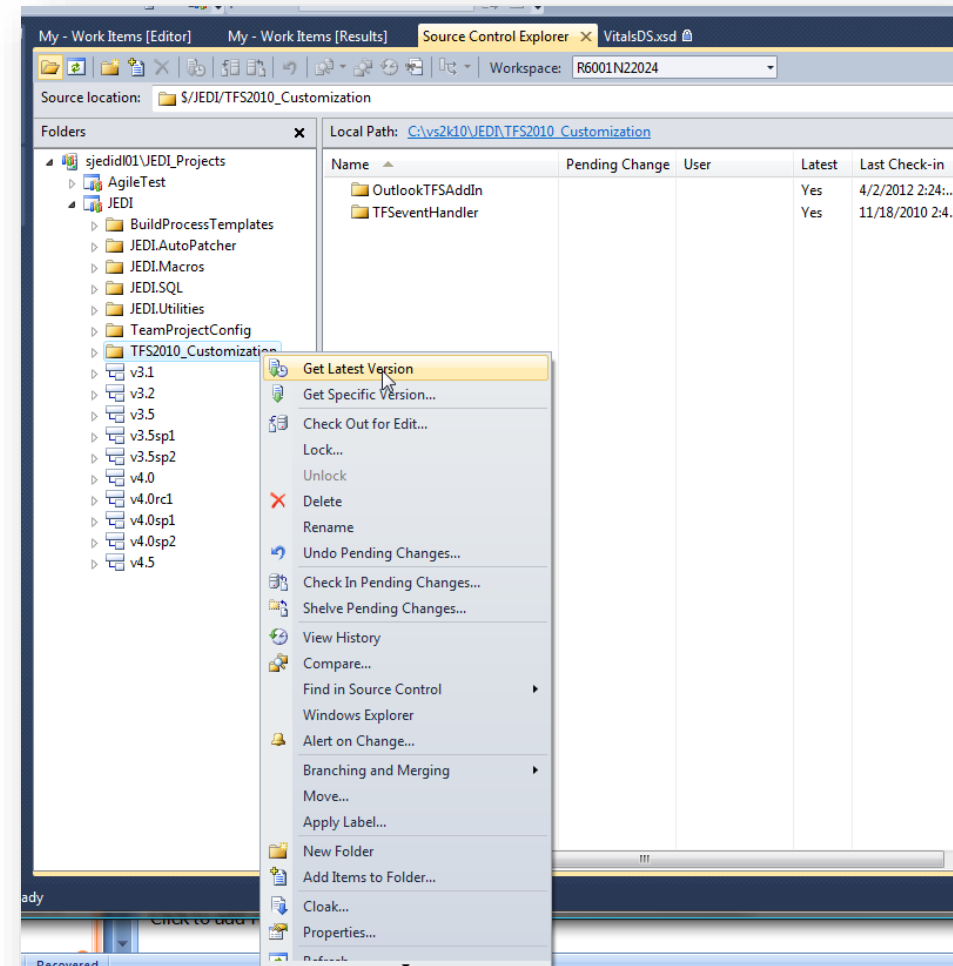 My - Work Items [Editor] My - Work Items [Results] Source Control Explorer VitalsDS.xsd
Workspace: R6001N22024
Source location: $/JEDI/TFS2010_Customization
Folders Local Path: C:\vs2k10\JEDI\TFS2010_Customization
Name Pending Change User Latest Last Check-in
sjedidl01\JEDI_Projects
AgileTest
JEDI
BuildProcessTemplates
JEDI.AutoPatcher
JEDI.Macros
JEDI.SQL
JEDI.Utilities
TeamProjectConfig
TFS2010_Customization
v3.1
v3.2
v3.5
v3.5sp1
v3.5sp2
v4.0
v4.0rc1
v4.0sp1
v4.0sp2
v4.5
OutlookTFSAddIn Yes 4/2/2012 2:24:...
TFSeventHandler Yes 11/18/2010 2:4...
Get Latest Version
Get Specific Version...
Check Out for Edit...
Lock...
Unlock
Delete
Rename
Undo Pending Changes...
Check In Pending Changes...
Shelve Pending Changes...
View History
Compare...
Find in Source Control
Windows Explorer
Alert on Change...
Branching and Merging
Move...
Apply Label...
New Folder
Add Items to Folder...
Cloak...
Properties...
Refresh
ady
Click to add
Recovered